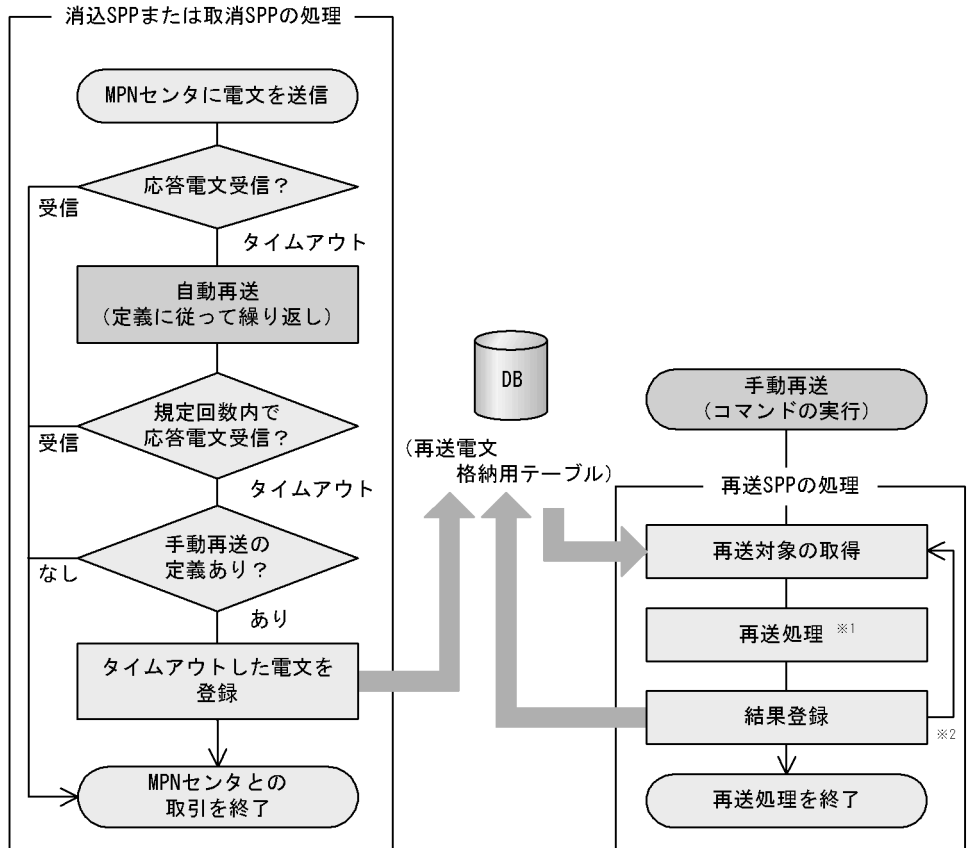 消込SPPまたは取消SPPの処理
MPNセンタに電文を送信
応答電文受信？
受信
タイムアウト
自動再送
（定義に従って繰り返し）
規定回数内で
応答電文受信？
受信
タイムアウト
手動再送の
定義あり？
なし
あり
タイムアウトした電文を
登録
MPNセンタとの
取引を終了
DB
（再送電文
格納用テーブル）
手動再送
（コマンドの実行）
再送SPPの処理
再送対象の取得
再送処理 ※1
結果登録
※2
再送処理を終了